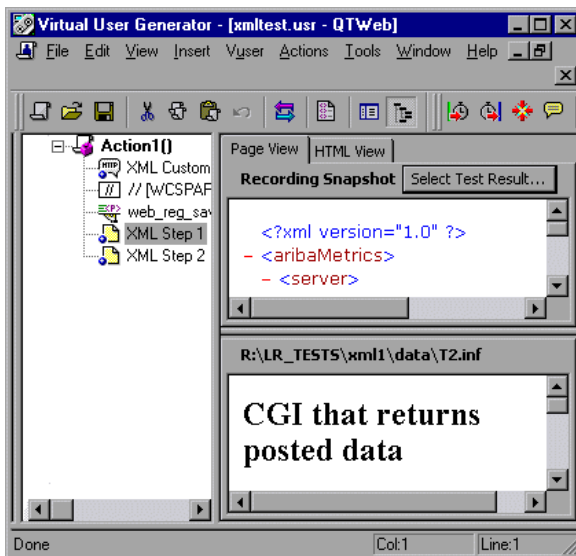 Virtual User Generator - [xmltest.usr - QTWeb]
File Edit View Insert Vuser Actions Tools Window Help
Action1()
HTTP
XML Custom
// // [WCSPAF
<XP> web_reg_sav
XML Step 1
XML Step 2
Page View HTML View
Recording Snapshot Select Test Result...
<?xml version="1.0" ?>
- <aribaMetrics>
- <server>
R:\LR_TESTS\xml1\data\T2.inf
CGI that returns
posted data
Done Col:1 Line:1